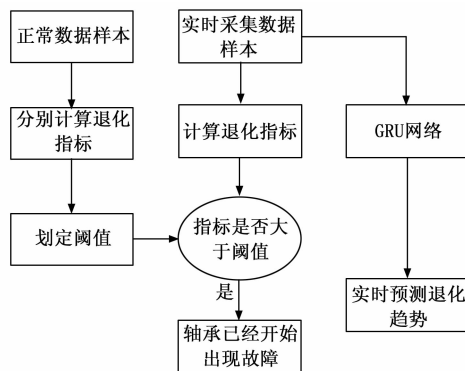 正常数据样本
实时采集数据
样本
分别计算退化
指标
计算退化指标
GRU网络
划定阈值
指标是否大
于阈值
是
实时预测退化
趋势
轴承已经开始
出现故障